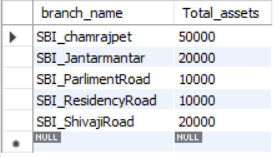 branch_name Total_assets
SBI_chamrajpet 50000
SBI_Jantarmantar 20000
SBI_ParlimentRoad 10000
SBI_ResidencyRoad 10000
SBI_ShivajiRoad 20000
NULL NULL